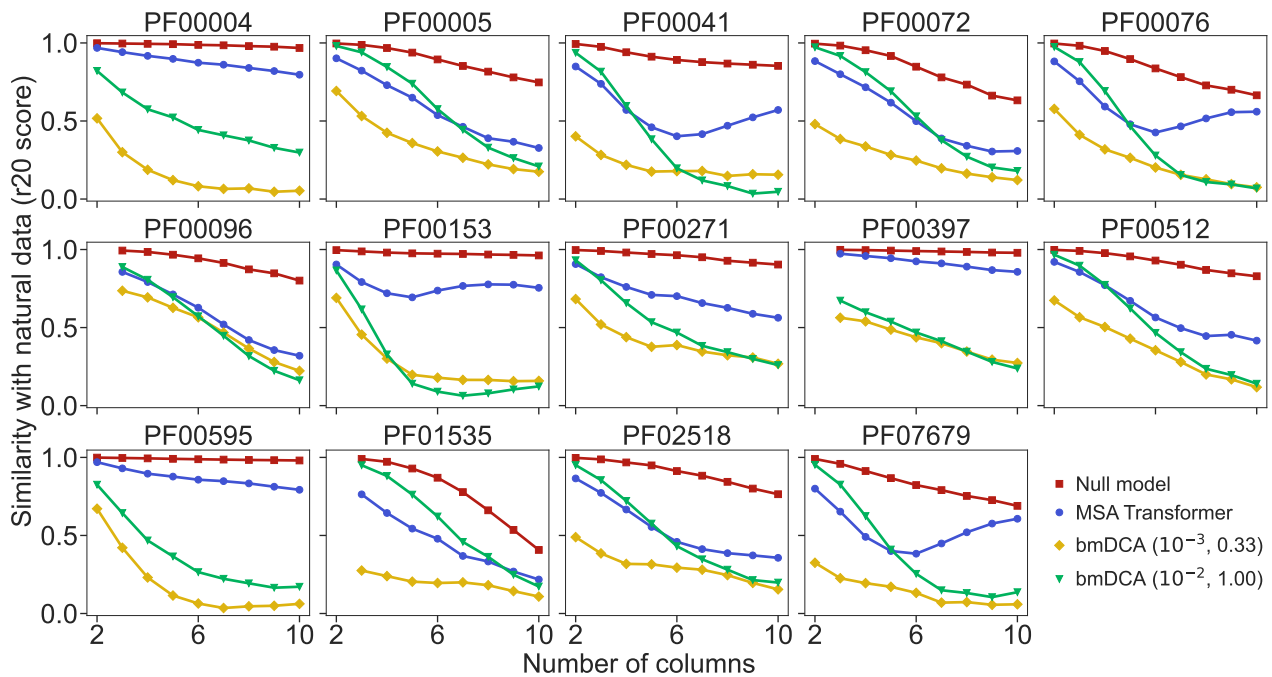 PF00004 PF00005 PF00041 PF00072 PF00076
1.0
0.5
0.0
PF00096 PF00153 PF00271 PF00397 PF00512
1.0
0.5
0.0
PF00595 PF01535 PF02518 PF07679
1.0
0.5
0.0
2 6 10 2 6 10 2 6 10 2 6 10
Similarity with natural data (r20 score)
Number of columns
Null model
MSA Transformer
bmDCA (10⁻³, 0.33)
bmDCA (10⁻², 1.00)